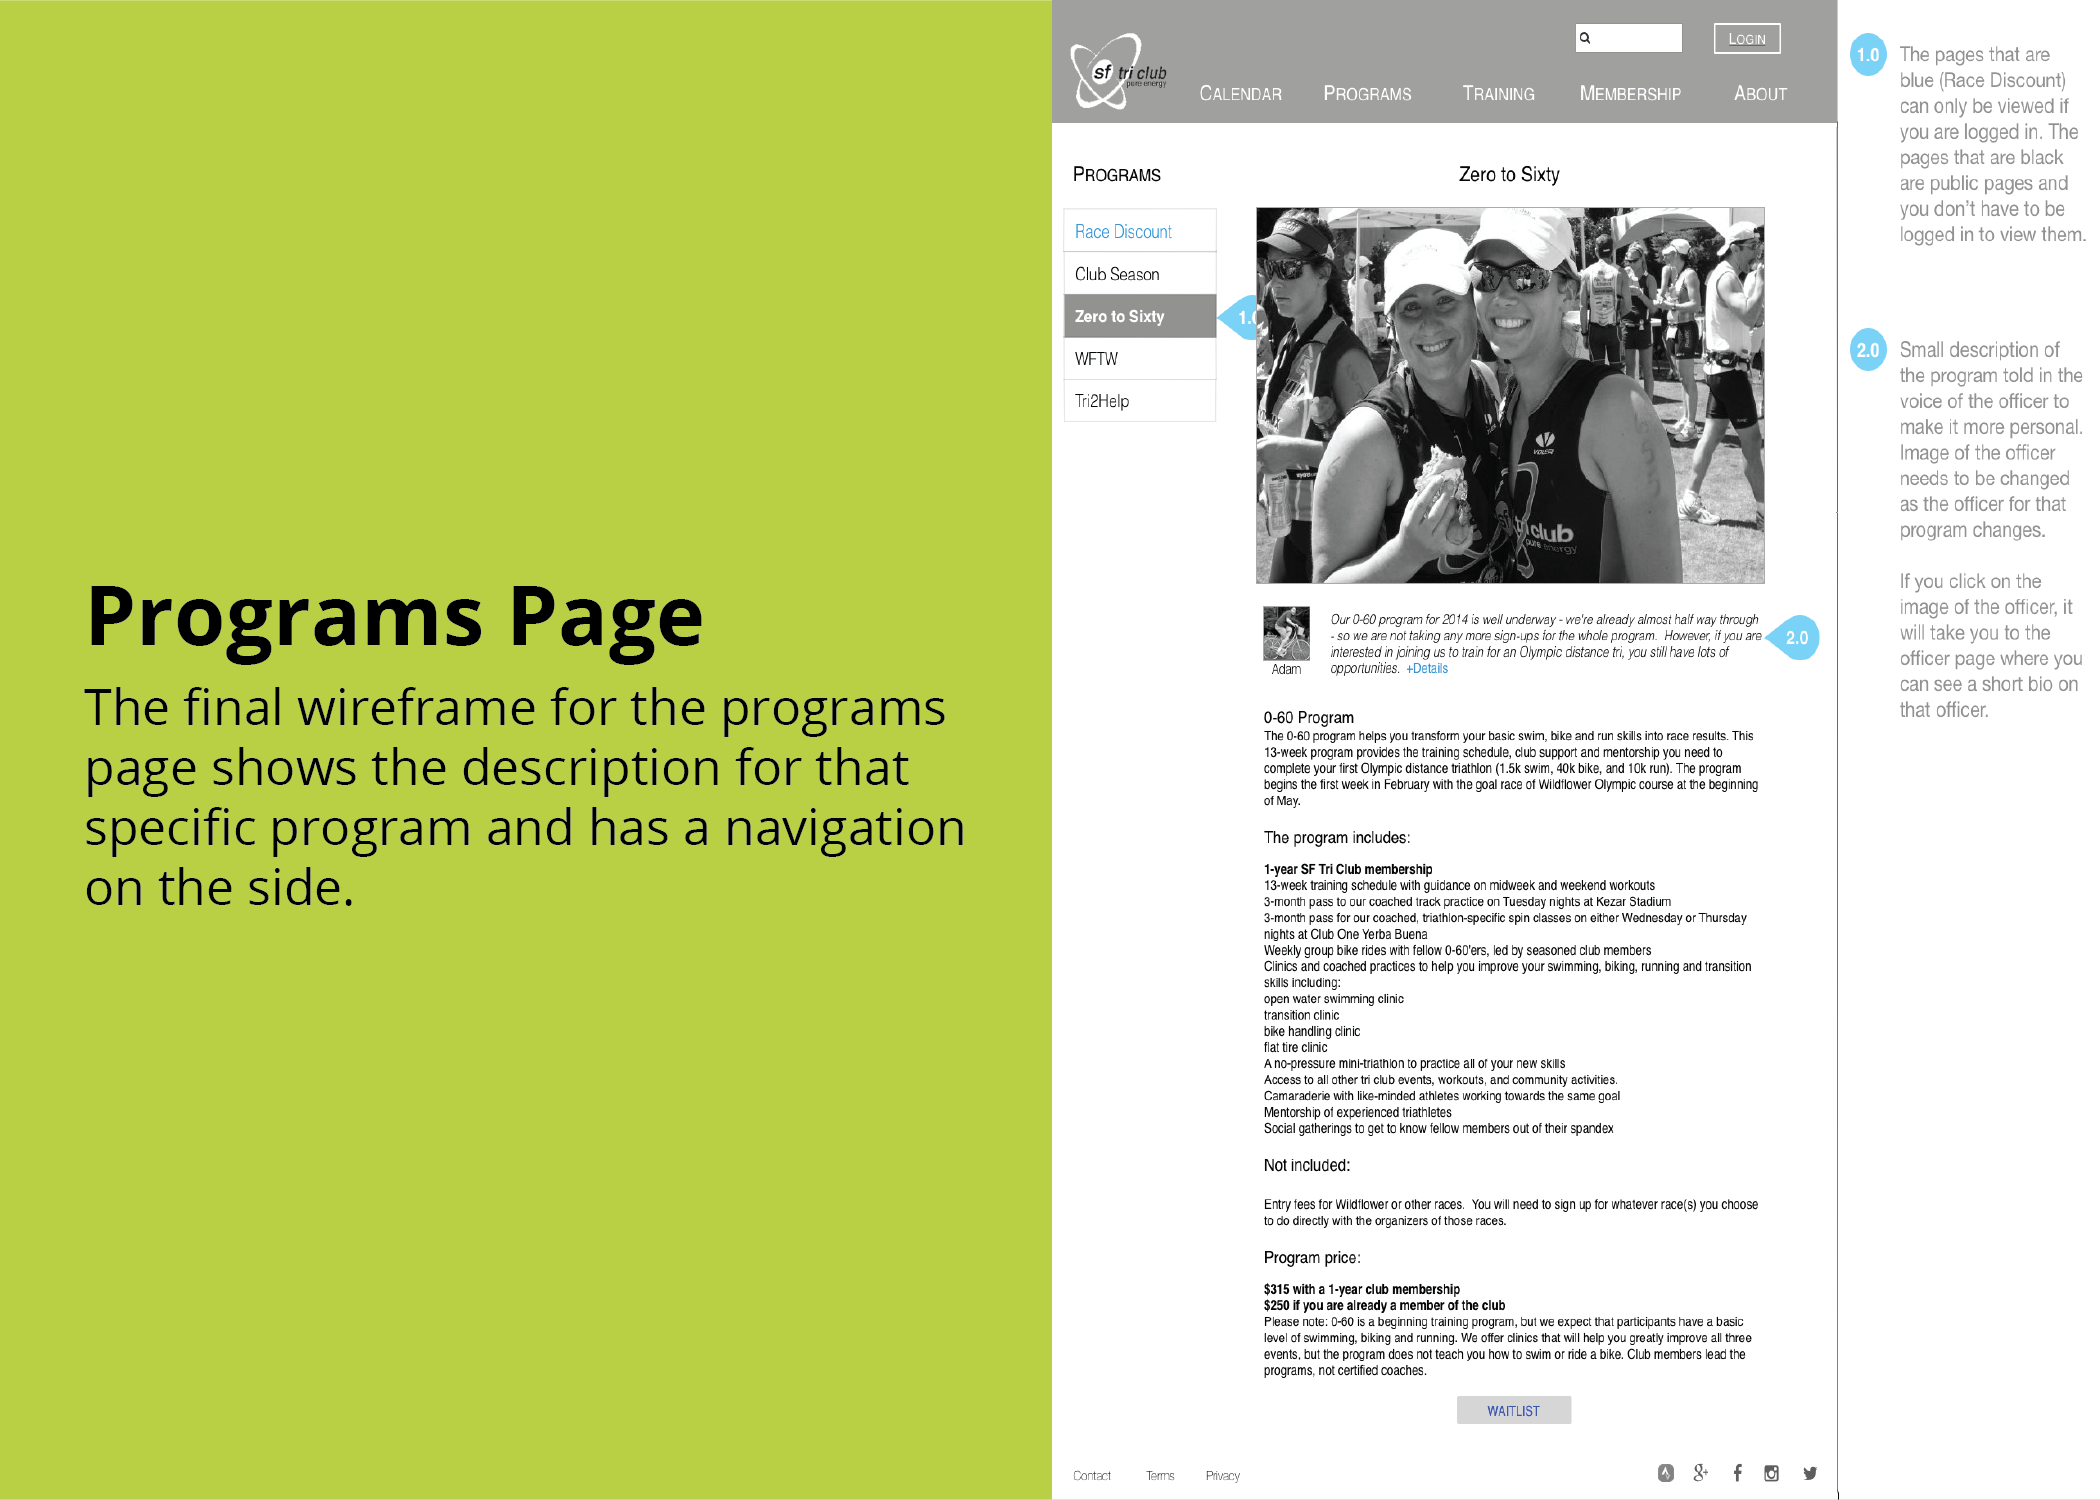 Programs Page
The final wireframe for the programs
page shows the description for that
specific program and has a navigation
on the side.
sf tri club
pure energy
LOGIN
CALENDAR PROGRAMS TRAINING MEMBERSHIP ABOUT
PROGRAMS
Race Discount
Club Season
Zero to Sixty
WFTW
Tri2Help
1.0
Zero to Sixty
tri club
pure energy
Adam
Our 0-60 program for 2014 is well underway - we're already almost half way through
- so we are not taking any more sign-ups for the whole program. However, if you are
interested in joining us to train for an Olympic distance tri, you still have lots of
opportunities. +Details
2.0
0-60 Program
The 0-60 program helps you transform your basic swim, bike and run skills into race results. This
13-week program provides the training schedule, club support and mentorship you need to
complete your first Olympic distance triathlon (1.5k swim, 40k bike, and 10k run). The program
begins the first week in February with the goal race of Wildflower Olympic course at the beginning
of May.
The program includes:
1-year SF Tri Club membership
13-week training schedule with guidance on midweek and weekend workouts
3-month pass to our coached track practice on Tuesday nights at Kezar Stadium
3-month pass for our coached, triathlon-specific spin classes on either Wednesday or Thursday
nights at Club One Yerba Buena
Weekly group bike rides with fellow 0-60'ers, led by seasoned club members
Clinics and coached practices to help you improve your swimming, biking, running and transition
skills including:
open water swimming clinic
transition clinic
bike handling clinic
flat tire clinic
A no-pressure mini-triathlon to practice all of your new skills
Access to all other tri club events, workouts, and community activities.
Camaraderie with like-minded athletes working towards the same goal
Mentorship of experienced triathletes
Social gatherings to get to know fellow members out of their spandex
Not included:
Entry fees for Wildflower or other races. You will need to sign up for whatever race(s) you choose
to do directly with the organizers of those races.
Program price:
$315 with a 1-year club membership
$250 if you are already a member of the club
Please note: 0-60 is a beginning training program, but we expect that participants have a basic
level of swimming, biking and running. We offer clinics that will help you greatly improve all three
events, but the program does not teach you how to swim or ride a bike. Club members lead the
programs, not certified coaches.
WAITLIST
Contact Terms Privacy
1.0 The pages that are
blue (Race Discount)
can only be viewed if
you are logged in. The
pages that are black
are public pages and
you don't have to be
logged in to view them.
2.0 Small description of
the program told in the
voice of the officer to
make it more personal.
Image of the officer
needs to be changed
as the officer for that
program changes.
If you click on the
image of the officer, it
will take you to the
officer page where you
can see a short bio on
that officer.